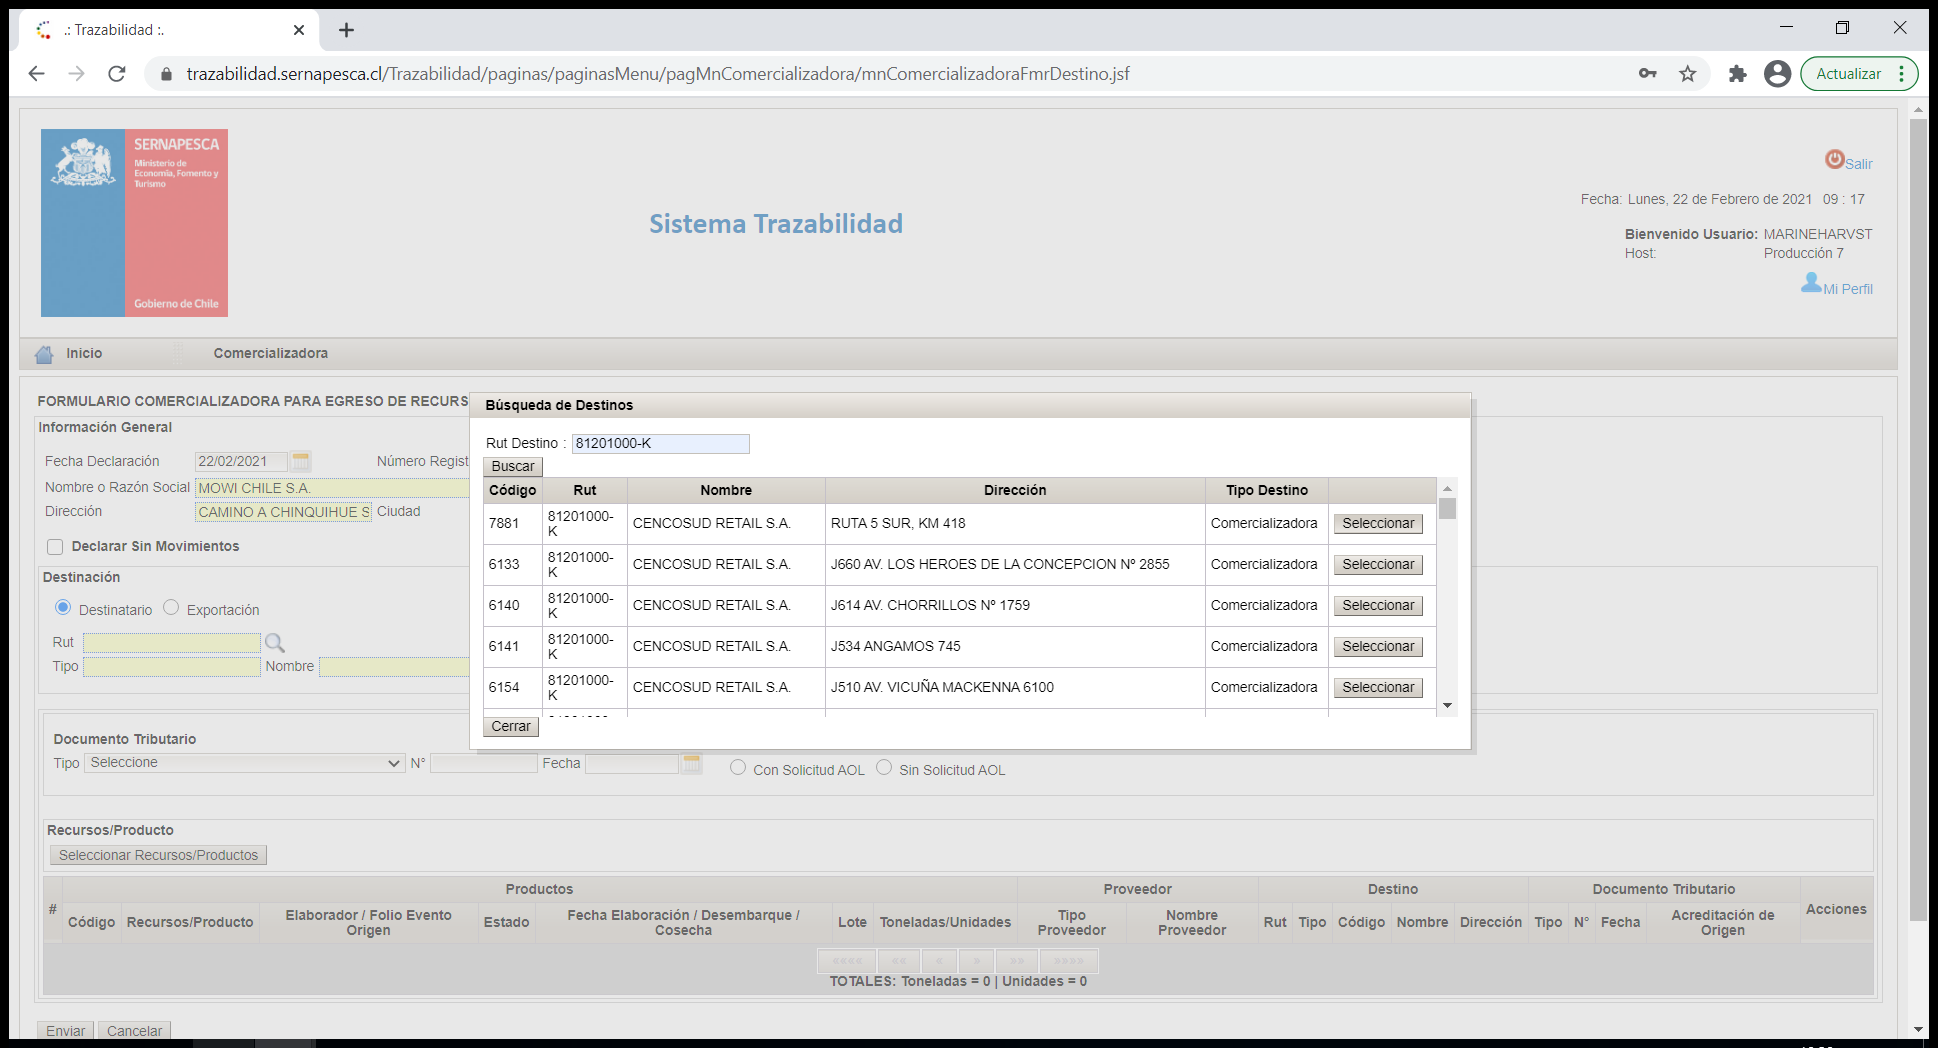 .: Trazabilidad :.
trazabilidad.sernapesca.cl/Trazabilidad/paginas/paginasMenu/pagMnComercializadora/mnComercializadoraFmrDestino.jsf
Actualizar
SERNAPESCA
Ministerio de
Economía, Fomento y
Turismo
Gobierno de Chile
Sistema Trazabilidad
Salir
Fecha: Lunes, 22 de Febrero de 2021 09 : 17
Bienvenido Usuario: MARINEHARVST
Host: Producción 7
Mi Perfil
Inicio Comercializadora
FORMULARIO COMERCIALIZADORA PARA EGRESO DE RECURS
Información General
Fecha Declaración 22/02/2021 Número Regist
Nombre o Razón Social MOWI CHILE S.A.
Dirección CAMINO A CHINQUIHUE S Ciudad
Declarar Sin Movimientos
Destinación
Destinatario Exportación
Rut
Tipo Nombre
Búsqueda de Destinos
Rut Destino : 81201000-K
Buscar
Código Rut Nombre Dirección Tipo Destino
7881 81201000-K CENCOSUD RETAIL S.A. RUTA 5 SUR, KM 418 Comercializadora Seleccionar
6133 81201000-K CENCOSUD RETAIL S.A. J660 AV. LOS HEROES DE LA CONCEPCION Nº 2855 Comercializadora Seleccionar
6140 81201000-K CENCOSUD RETAIL S.A. J614 AV. CHORRILLOS Nº 1759 Comercializadora Seleccionar
6141 81201000-K CENCOSUD RETAIL S.A. J534 ANGAMOS 745 Comercializadora Seleccionar
6154 81201000-K CENCOSUD RETAIL S.A. J510 AV. VICUÑA MACKENNA 6100 Comercializadora Seleccionar
Cerrar
Documento Tributario
Tipo Seleccione N° Fecha Con Solicitud AOL Sin Solicitud AOL
Recursos/Producto
Seleccionar Recursos/Productos
Productos Proveedor Destino Documento Tributario
# Código Recursos/Producto Elaborador / Folio Evento Origen Estado Fecha Elaboración / Desembarque / Cosecha Lote Toneladas/Unidades Tipo Proveedor Nombre Proveedor Rut Tipo Código Nombre Dirección Tipo N° Fecha Acreditación de Origen Acciones
«««« «« « » »» »»»»
TOTALES: Toneladas = 0 | Unidades = 0
Enviar Cancelar